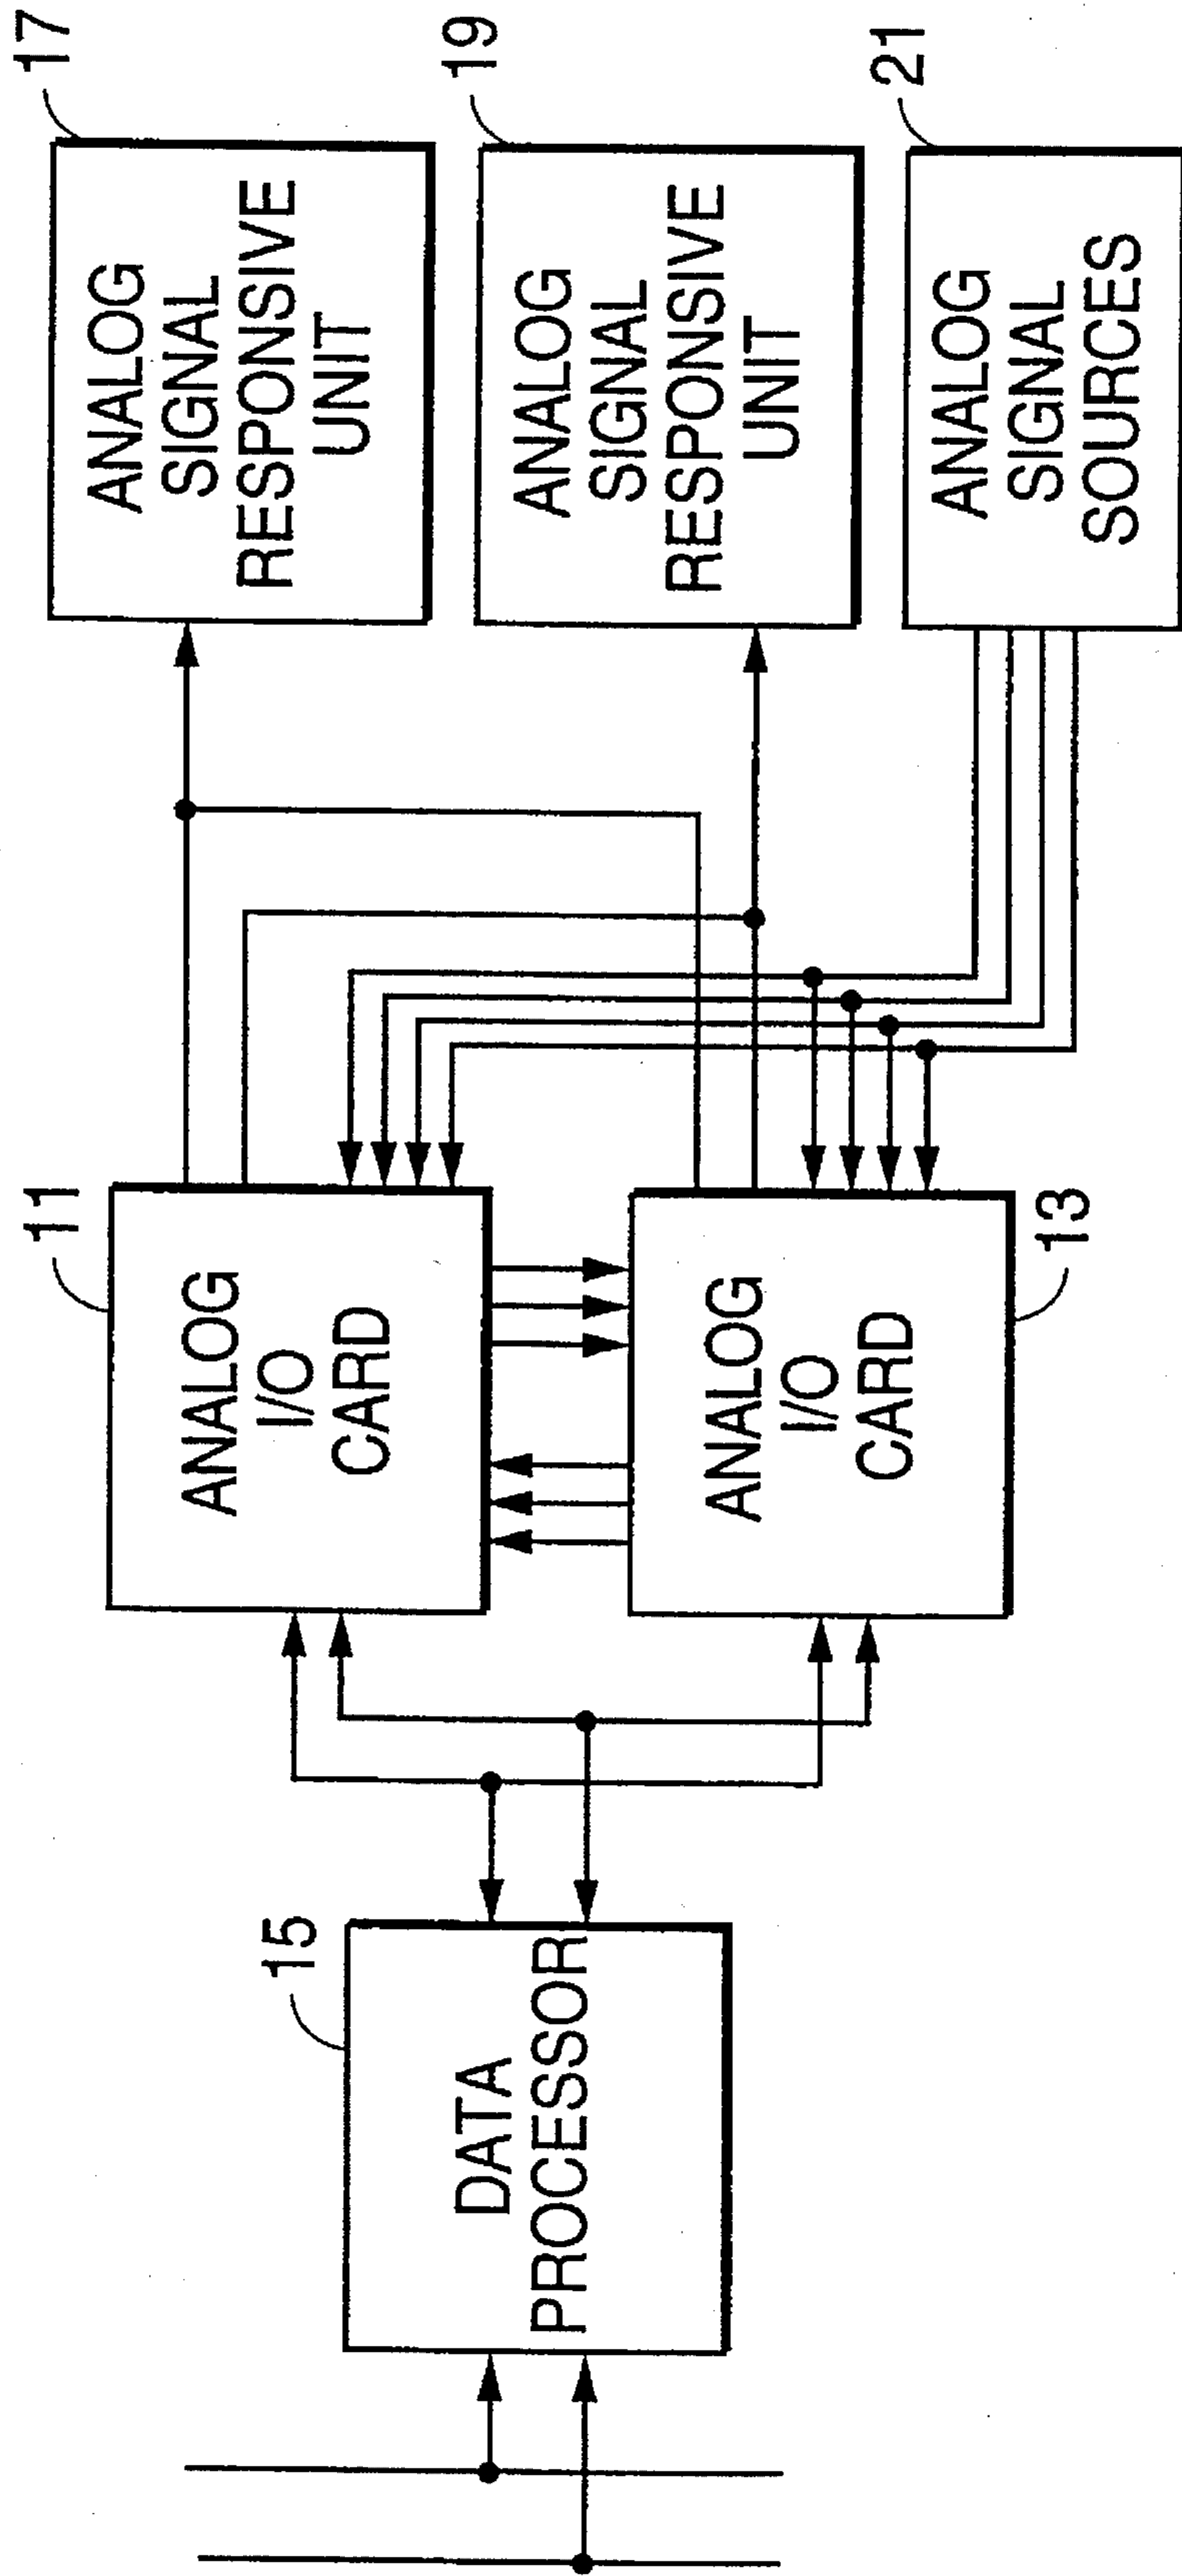 15
DATA
PROCESSOR
11
ANALOG
I/O
CARD
ANALOG
I/O
CARD
13
17
ANALOG
SIGNAL
RESPONSIVE
UNIT
19
ANALOG
SIGNAL
RESPONSIVE
UNIT
21
ANALOG
SIGNAL
SOURCES